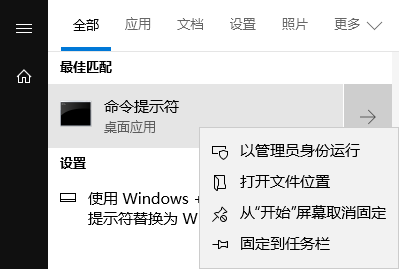 全部 应用 文档 设置 照片 更多
最佳匹配
命令提示符
桌面应用
以管理员身份运行
打开文件位置
从“开始”屏幕取消固定
固定到任务栏
设置
使用 Windows +
提示符替换为 W